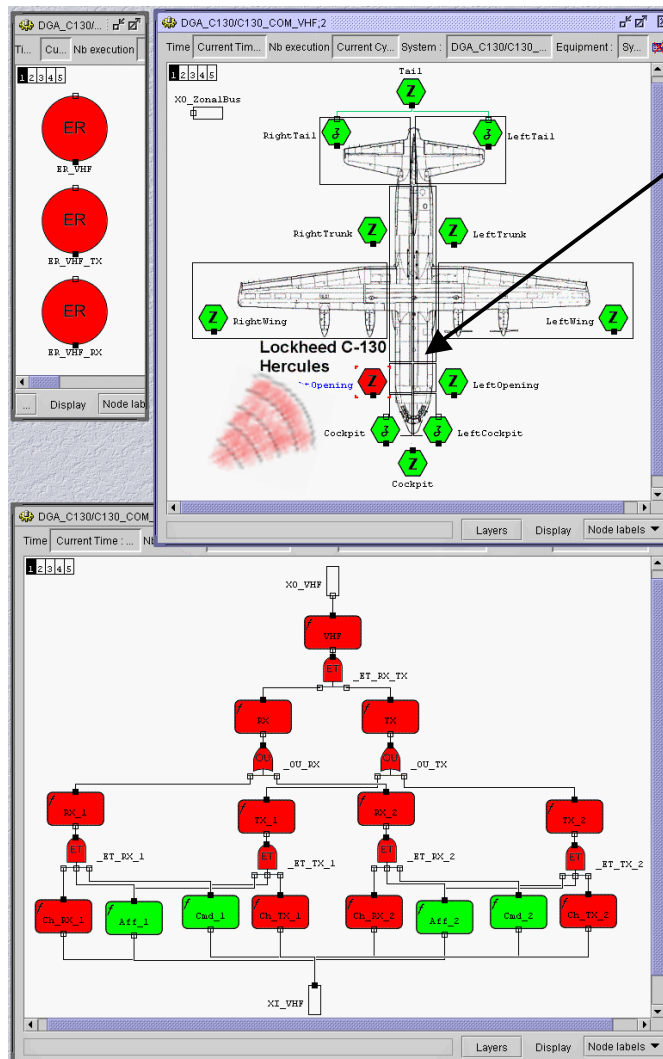 DGA_C130/...
Ti... Cu... Nb execution
1 2 3 4 5
ER
ER_VHF
ER
ER_VHF_TX
ER
ER_VHF_RX
... Display Node lab
DGA_C130/C130_COM_VHF;2
Time Current Tim... Nb execution Current Cy... System : DGA_C130/C130_... Equipment : Sy...
1 2 3 4 5
Tail
Z
X0_ZonalBus
RightTail LeftTail
RightTrunk Z Z LeftTrunk
Z RightWing LeftWing Z
Lockheed C-130
Hercules
Opening Z Z LeftOpening
Cockpit LeftCockpit
Z
Cockpit
Layers Display Node labels
DGA_C130/C130_COM_
Time Current Time : ... Nb
1 2 3 4 5
X0_VHF
VHF
ET
_ET_RX_TX
RX TX
OU _OU_RX OU _OU_TX
RX_1 TX_1 RX_2 TX_2
ET _ET_RX_1 ET _ET_TX_1 ET _ET_RX_2 ET _ET_TX_2
Ch_RX_1 Aff_1 Cmd_1 Ch_TX_1 Ch_RX_2 Aff_2 Cmd_2 Ch_TX_2
XI_VHF
Layers Display Node labels